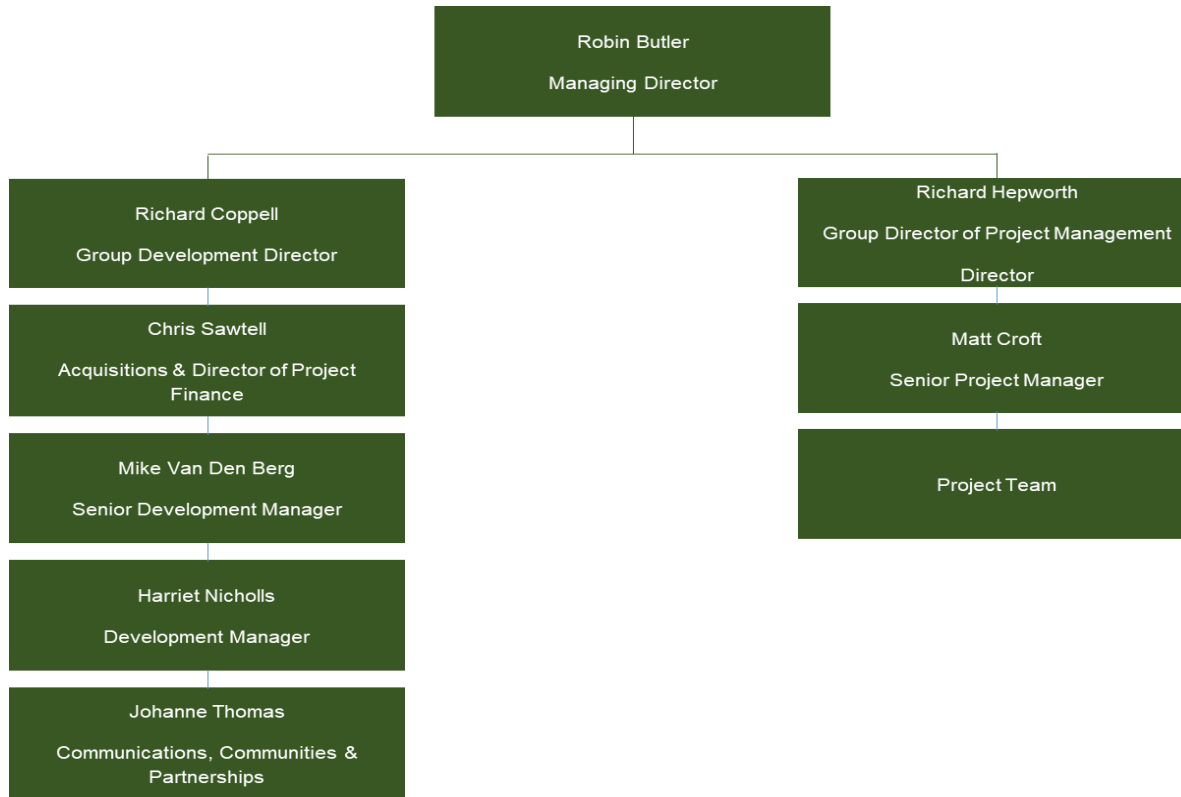 Robin Butler
Managing Director
Richard Coppell
Group Development Director
Chris Sawtell
Acquisitions & Director of Project
Finance
Mike Van Den Berg
Senior Development Manager
Harriet Nicholls
Development Manager
Johanne Thomas
Communications, Communities &
Partnerships
Richard Hepworth
Group Director of Project Management
Director
Matt Croft
Senior Project Manager
Project Team